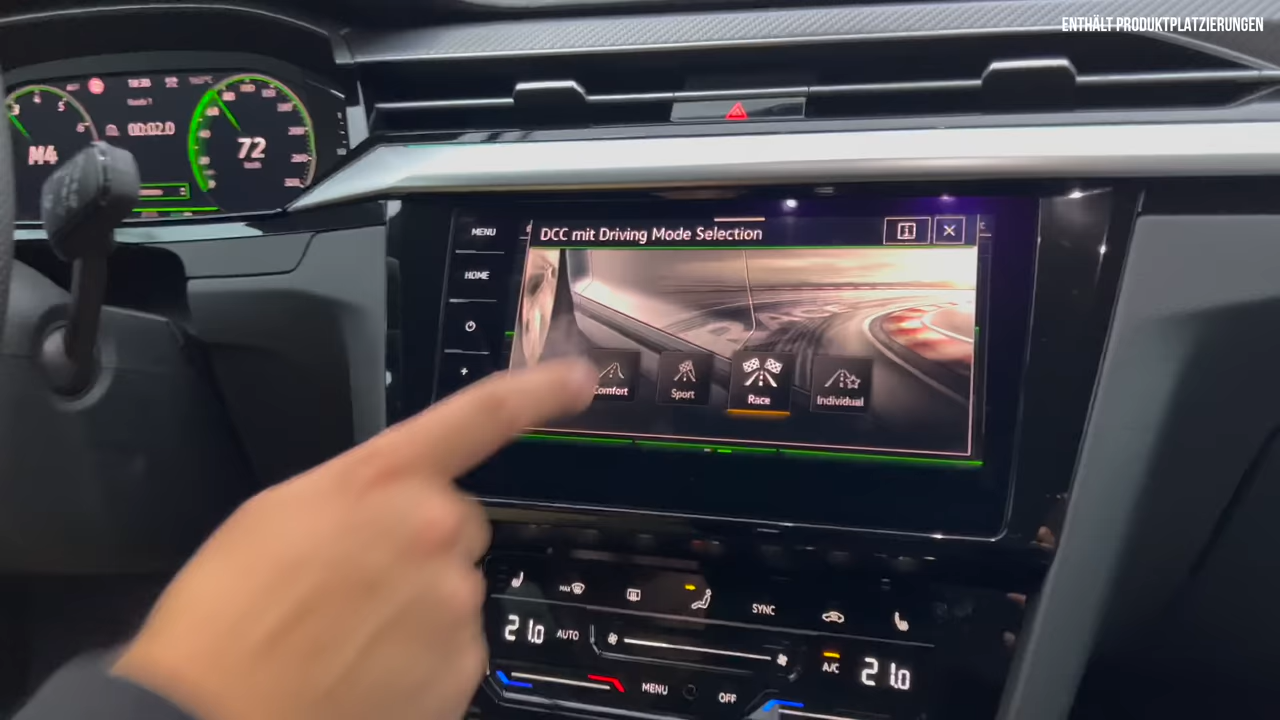 ENTHÄLT PRODUKTPLATZIERUNGEN
M4
00:02.0
72
MENU
HOME
DCC mit Driving Mode Selection
Comfort
Sport
Race
Individual
MAX
SYNC
21.0
AUTO
A/C
21.0
MENU
OFF